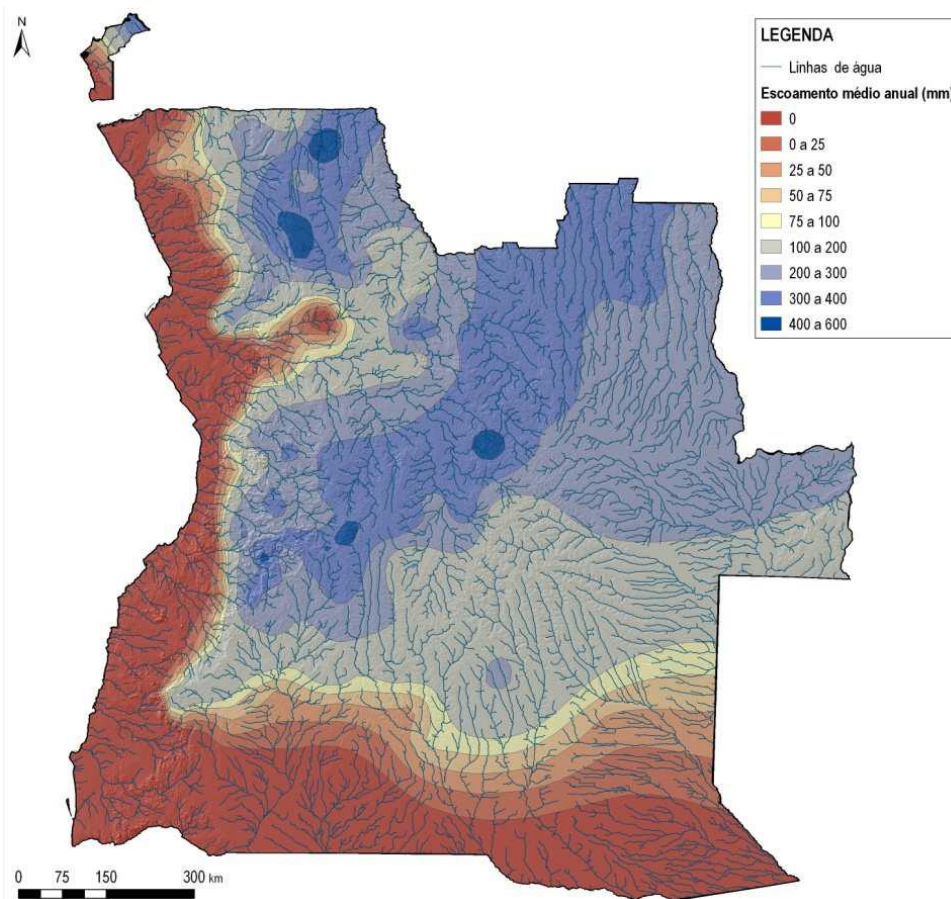 N
LEGENDA
Linhas de água
Escoamento médio anual (mm)
0
0 a 25
25 a 50
50 a 75
75 a 100
100 a 200
200 a 300
300 a 400
400 a 600
0 75 150 300 km